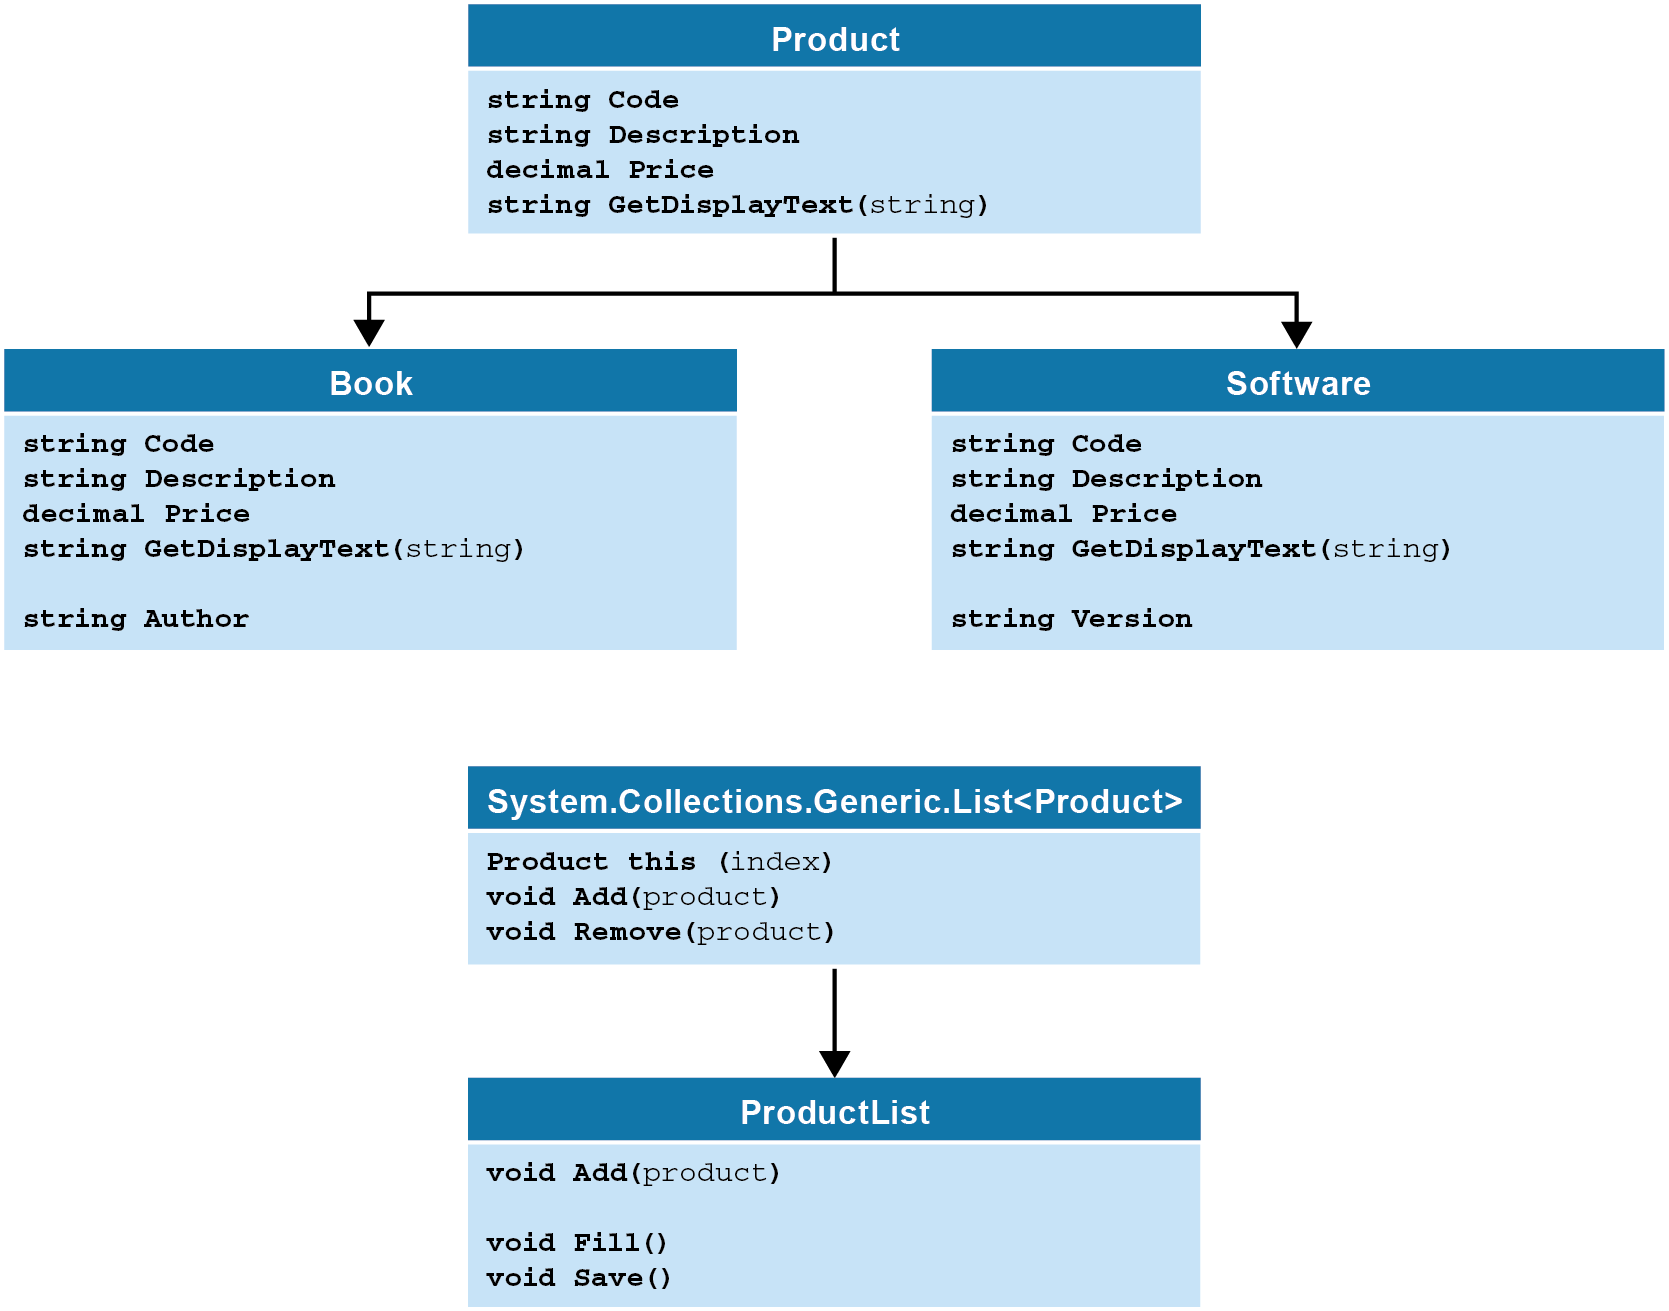 Product
string Code
string Description
decimal Price
string GetDisplayText(string)
Book
string Code
string Description
decimal Price
string GetDisplayText(string)
string Author
Software
string Code
string Description
decimal Price
string GetDisplayText(string)
string Version
System.Collections.Generic.List<Product>
Product this (index)
void Add(product)
void Remove(product)
ProductList
void Add(product)
void Fill()
void Save()